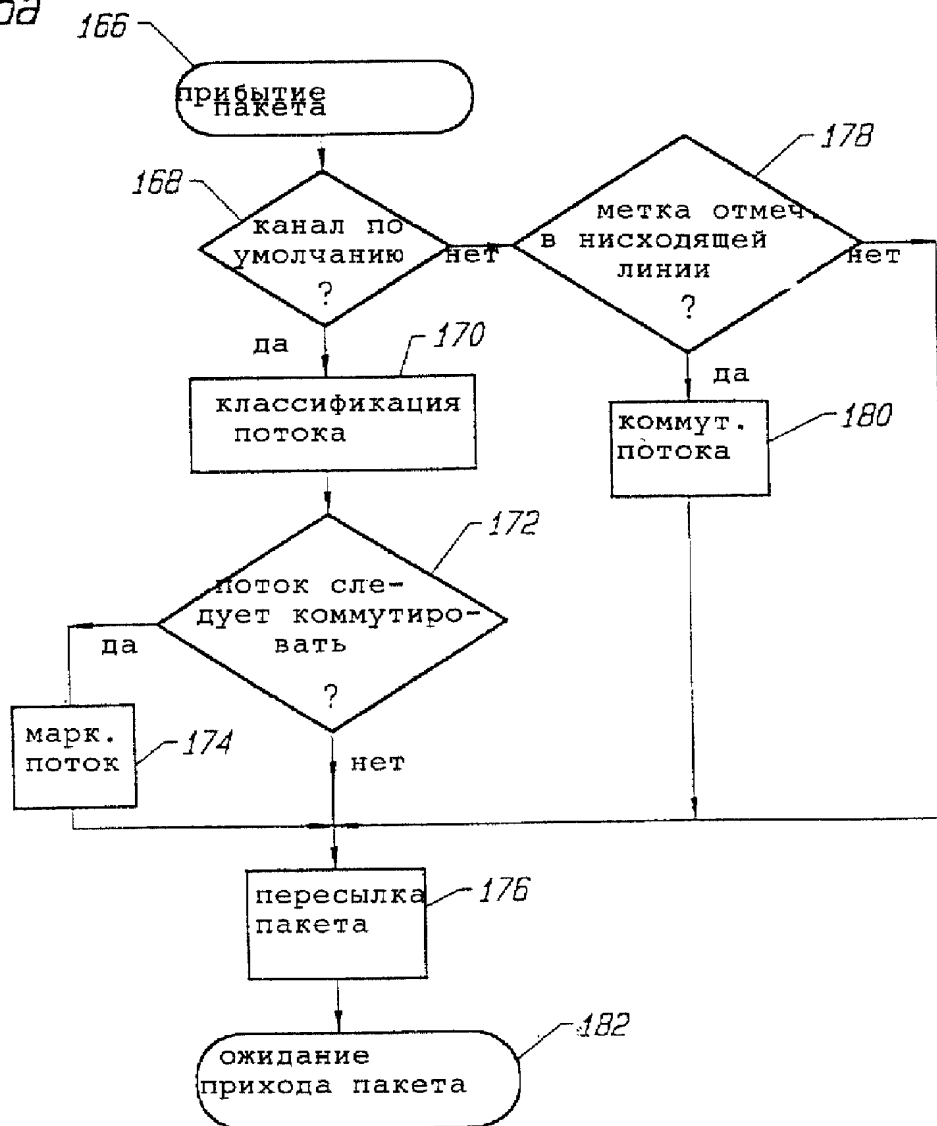 166
прибытие
пакета
168
канал по
умолчанию
?
нет
178
метка отмеч.
в нисходящей
линии
?
нет
да
170
классификация
потока
да
коммут.
потока
180
172
поток сле-
дует коммутиро-
вать
?
да
марк.
поток
174
нет
пересылка
пакета
176
182
ожидание
прихода пакета